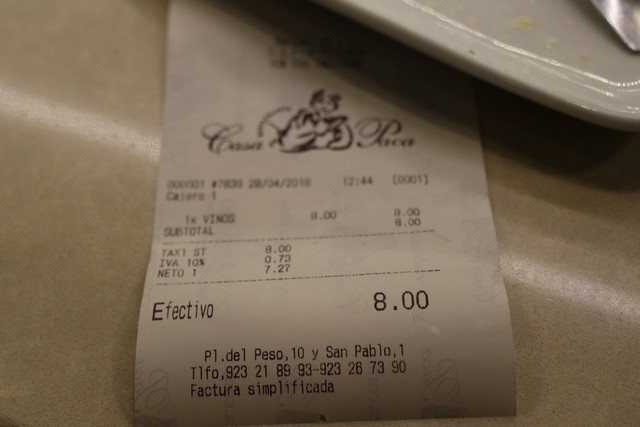 Casa Paca
000001 #7839 28/04/2018 12:44 [0001]
Cajero 1
1x VINOS 8.00 8.00
SUBTOTAL 8.00
TAX1 ST 8.00
IVA 10% 0.73
NETO 1 7.27
Efectivo 8.00
Pl.del Peso,10 y San Pablo,1
Tlfo,923 21 89 93-923 26 73 90
Factura simplificada